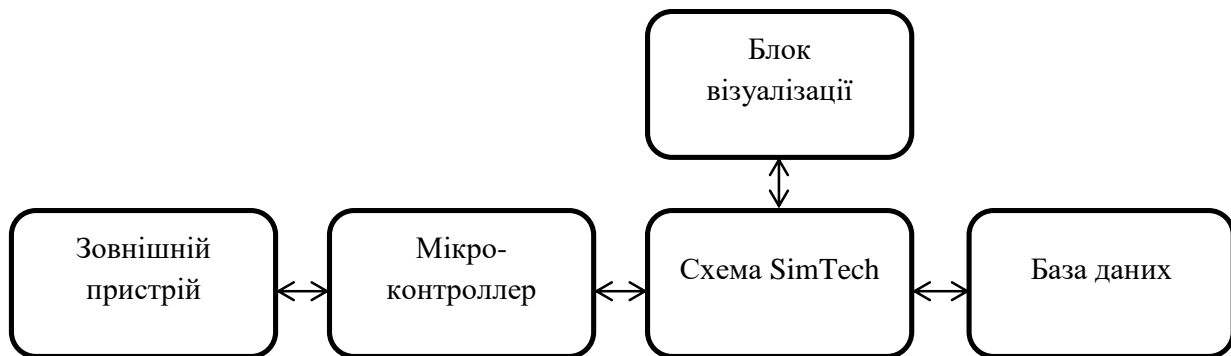 Блок
візуалізації
Зовнішній
пристрій
Мікро-
контроллер
Схема SimTech
База даних